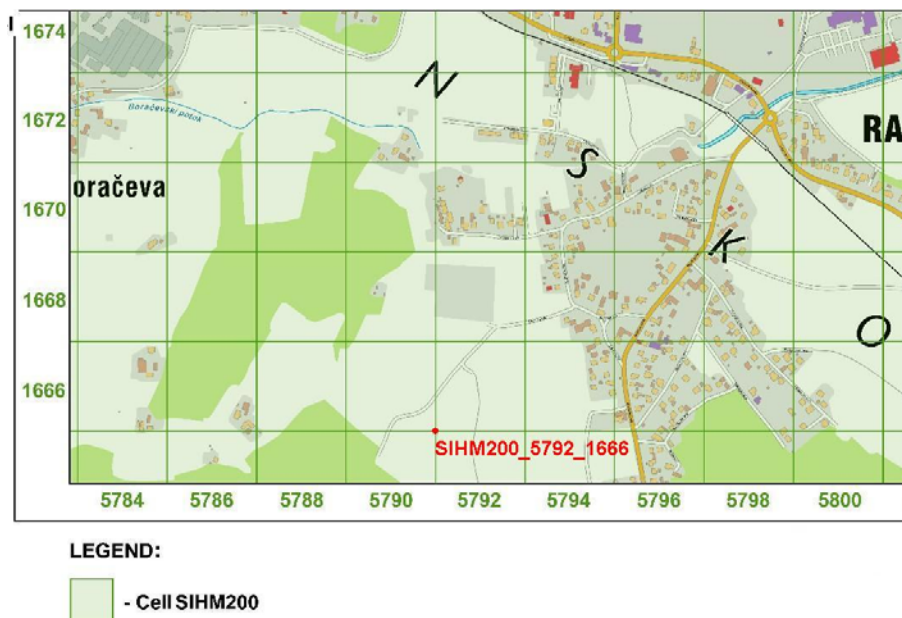 1674
N
1672
Boračevski potok
RA
S
oračeva
1670
K
1668
O
1666
SIHM200_5792_1666
5784 5786 5788 5790 5792 5794 5796 5798 5800
LEGEND:
- Cell SIHM200